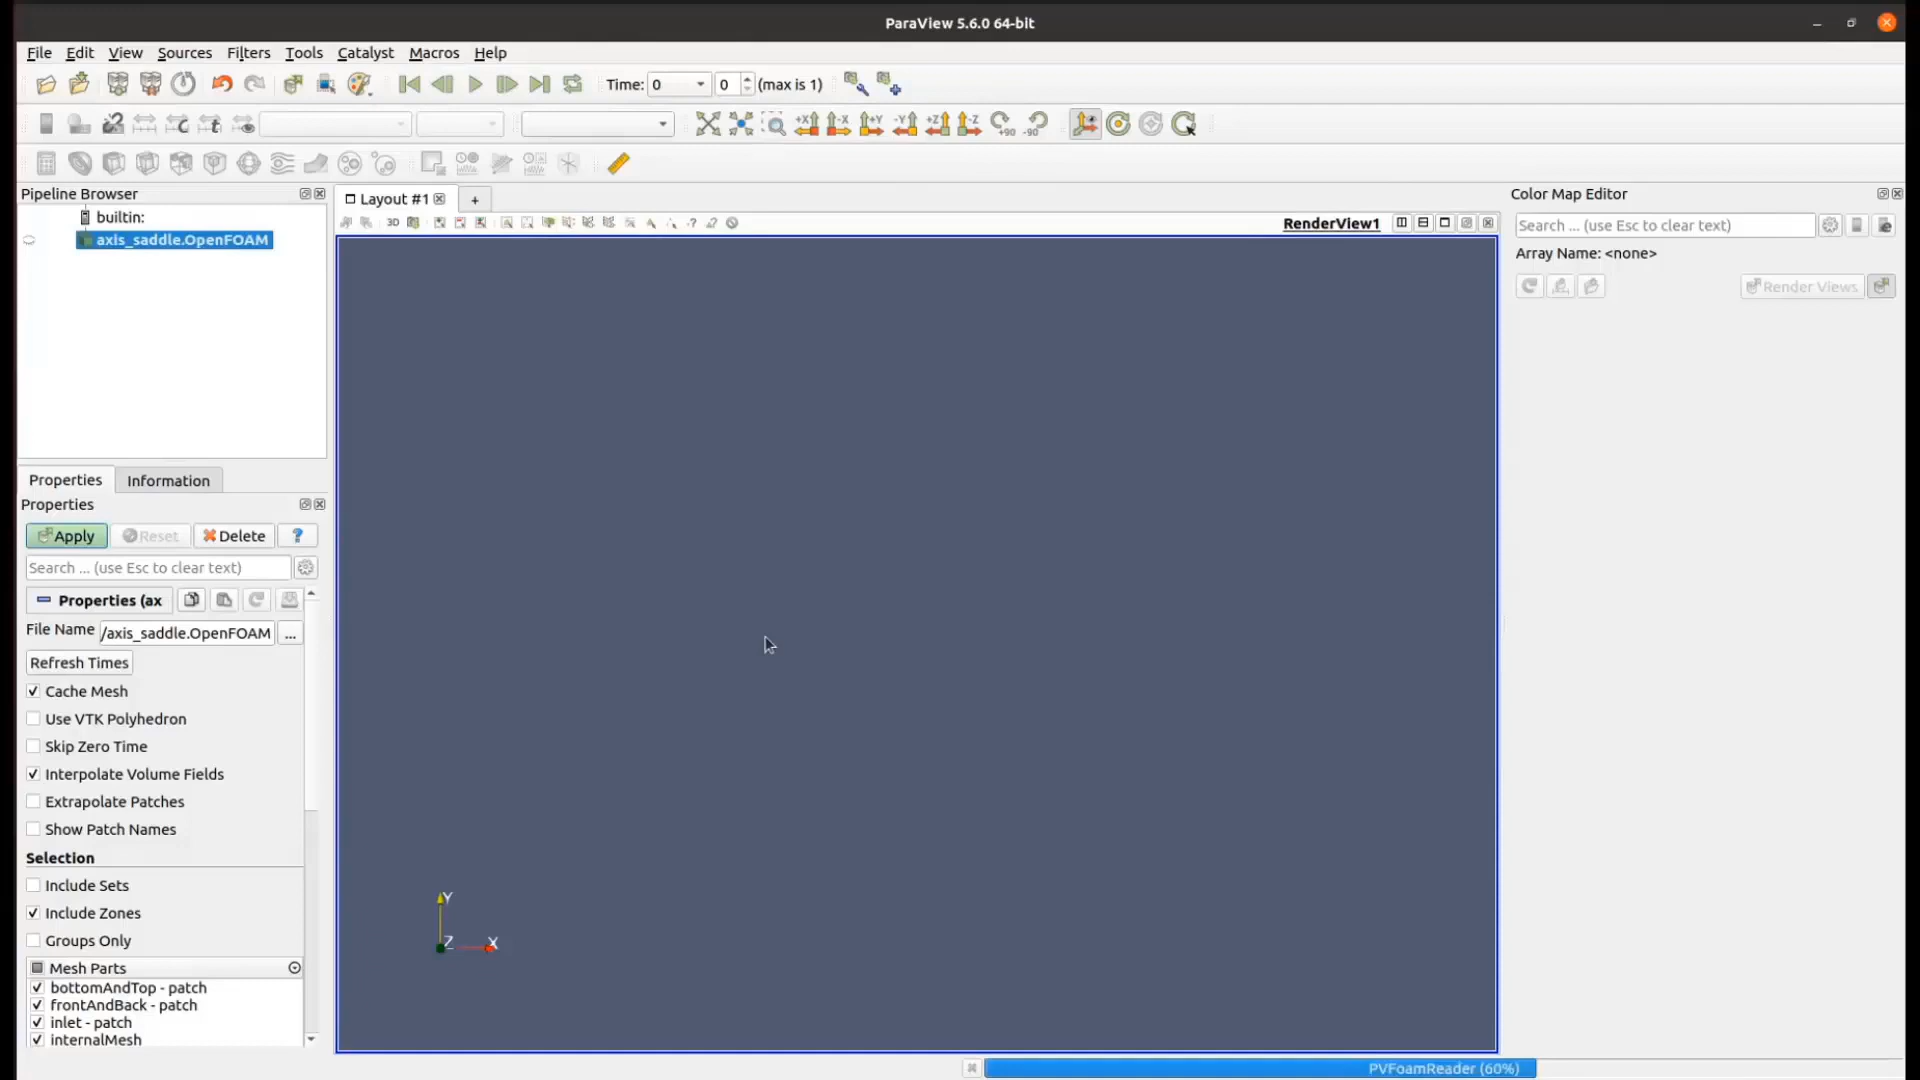 ParaView 5.6.0 64-bit
File Edit View Sources Filters Tools Catalyst Macros Help
Time: 0 0 (max is 1)
+X -X +Y -Y +Z -Z +90 -90
Pipeline Browser
builtin:
axis_saddle.OpenFOAM
Layout #1 +
3D
RenderView1
Color Map Editor
Search ... (use Esc to clear text)
Array Name: <none>
Render Views
Properties Information
Properties
Apply Reset Delete ?
Search ... (use Esc to clear text)
Properties (ax
File Name /axis_saddle.OpenFOAM ...
Refresh Times
Cache Mesh
Use VTK Polyhedron
Skip Zero Time
Interpolate Volume Fields
Extrapolate Patches
Show Patch Names
Selection
Include Sets
Include Zones
Groups Only
Mesh Parts
bottomAndTop - patch
frontAndBack - patch
inlet - patch
internalMesh
Y
Z X
PVFoamReader (60%)